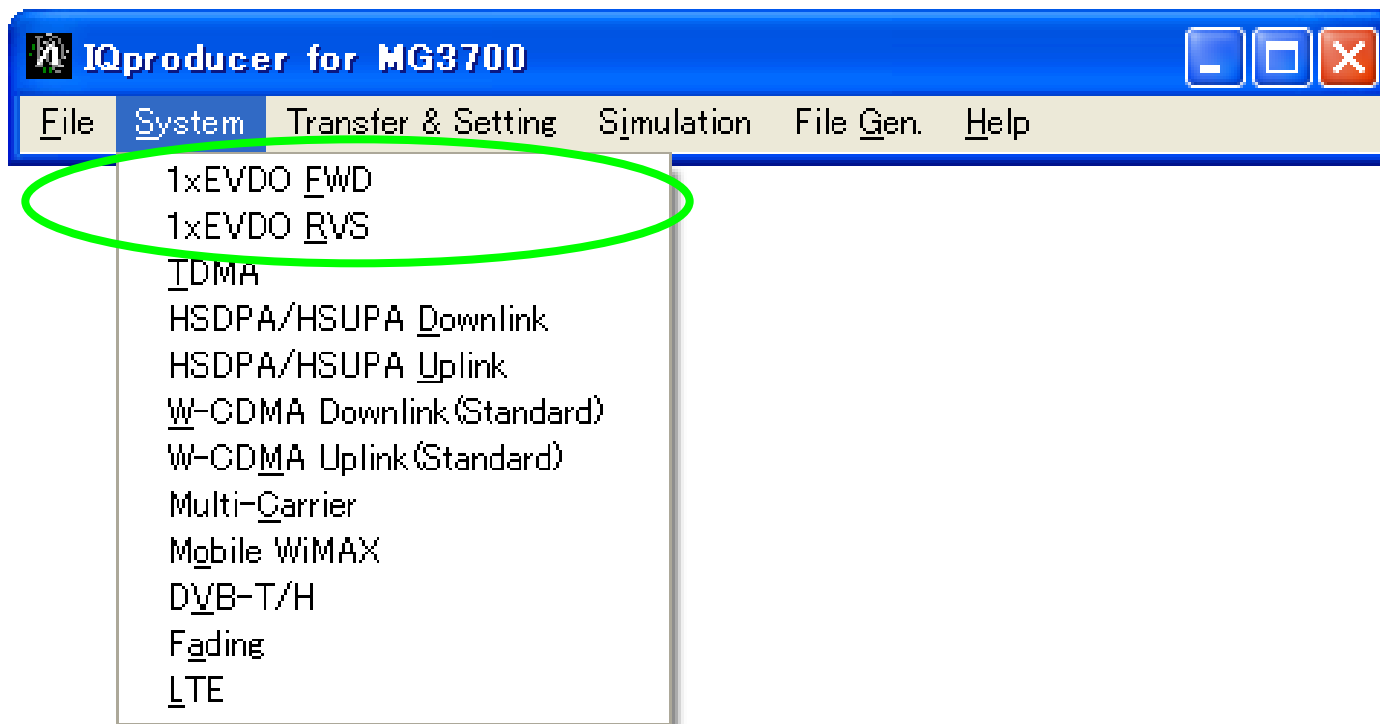 IQproducer for MG3700
File System Transfer & Setting Simulation File Gen. Help
1xEVDO FWD
1xEVDO RVS
TDMA
HSDPA/HSUPA Downlink
HSDPA/HSUPA Uplink
W-CDMA Downlink(Standard)
W-CDMA Uplink(Standard)
Multi-Carrier
Mobile WiMAX
DVB-T/H
Fading
LTE